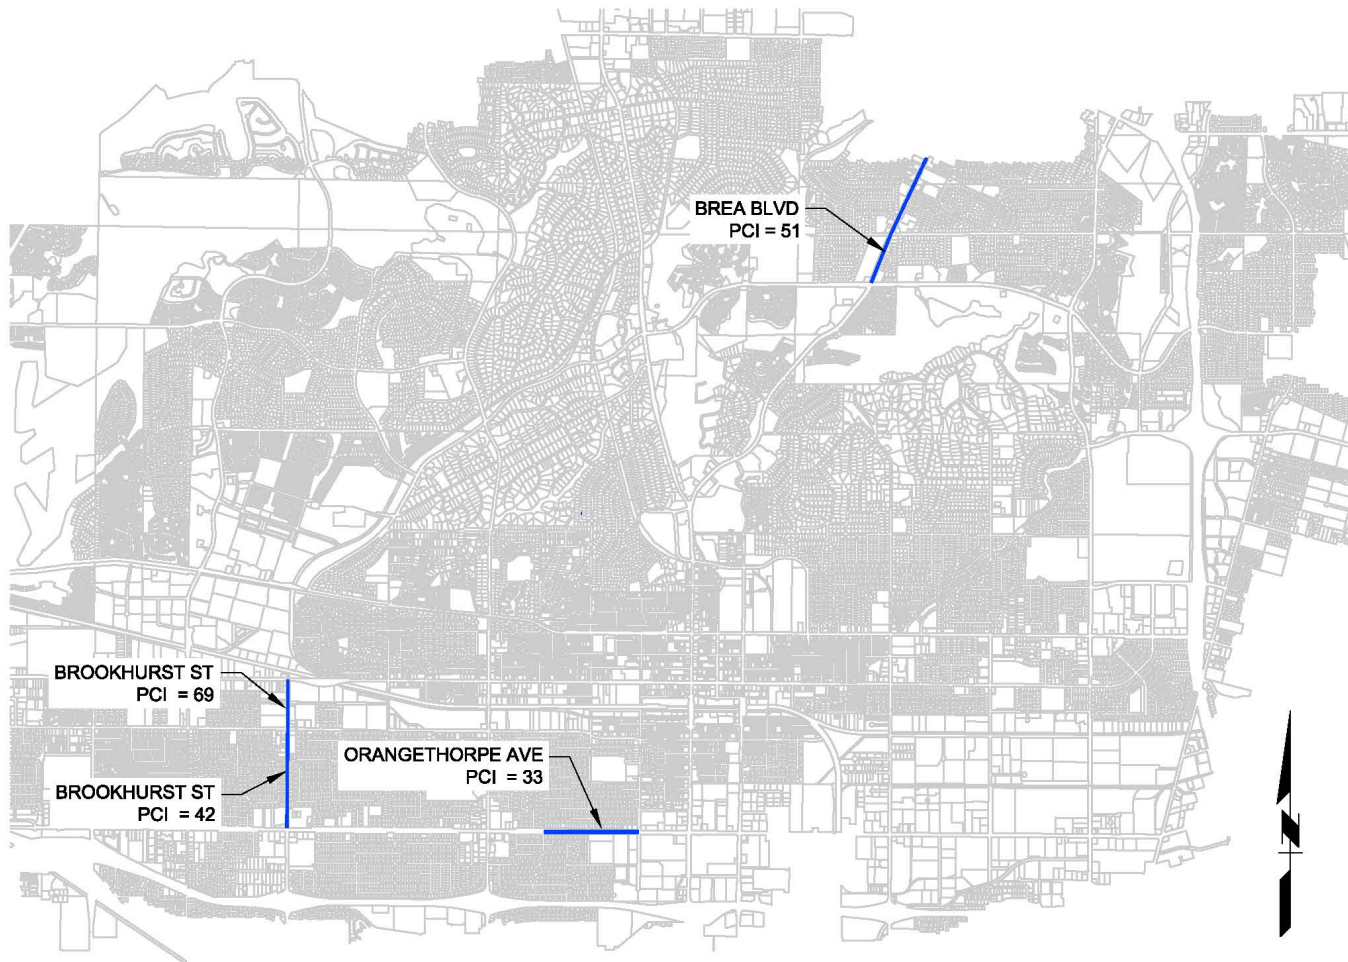 BREA BLVD
PCI = 51
BROOKHURST ST
PCI = 69
ORANGETHORPE AVE
PCI = 33
BROOKHURST ST
PCI = 42
N